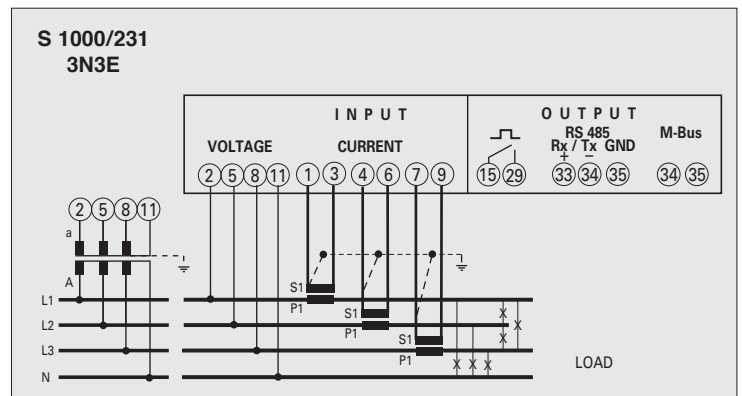 S 1000/231
3N3E
INPUT
OUTPUT
VOLTAGE
CURRENT
RS 485
Rx / Tx GND
+ −
M-Bus
2 5 8 11 1 3 4 6 7 9 15 29 33 34 35 34 35
2 5 8 11
a
A
S1
P1
L1
S1
P1
L2
S1
P1
L3
N
X X X X X X
LOAD